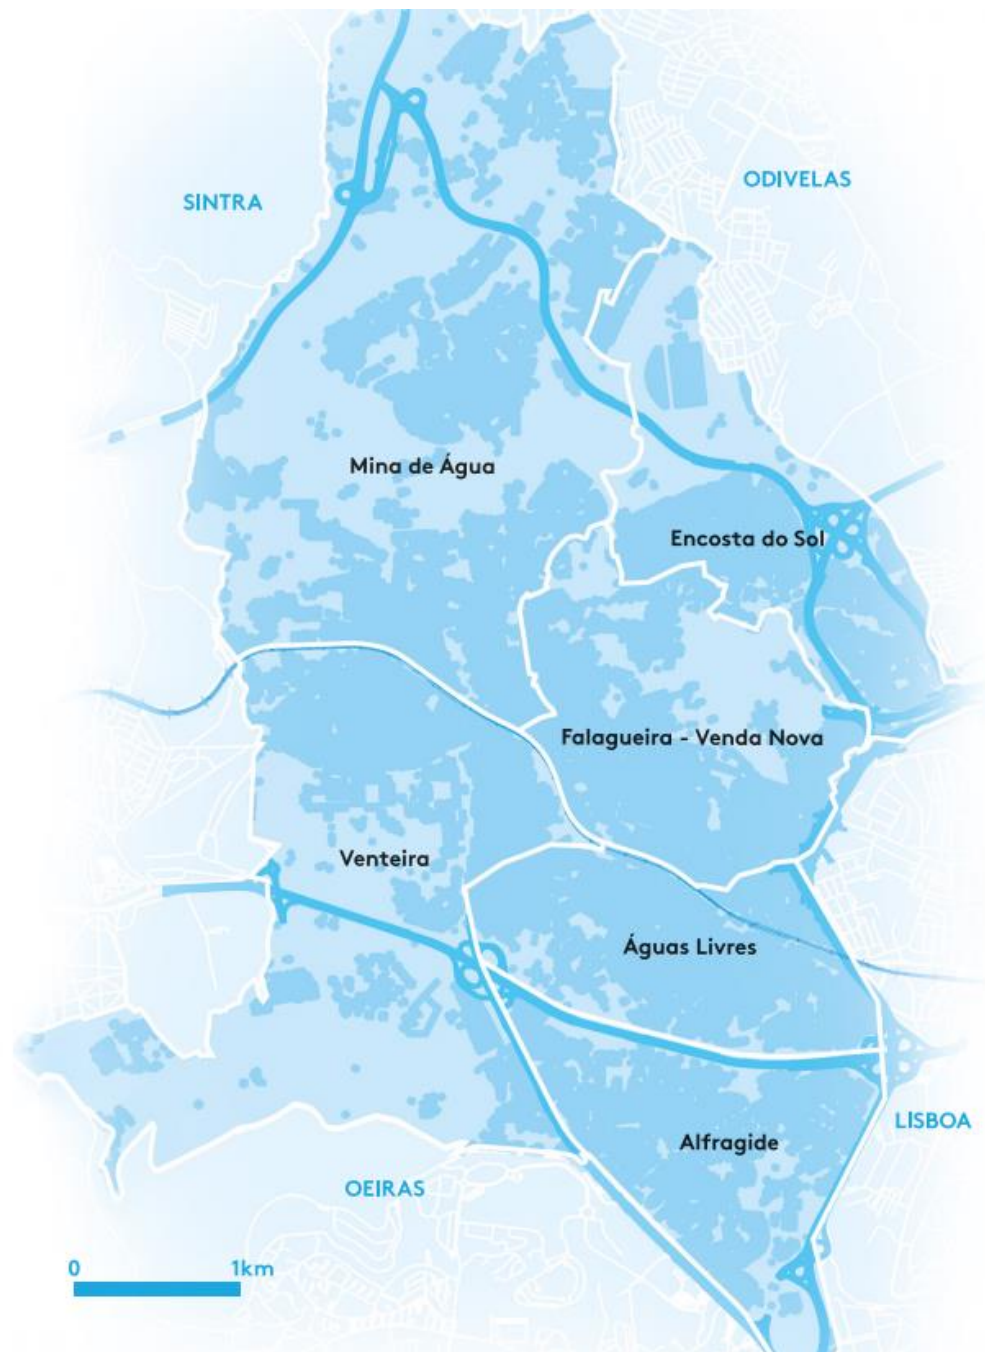 ODIVELAS
SINTRA
Mina de Água
Encosta do Sol
Falagueira - Venda Nova
Venteira
Águas Livres
LISBOA
Alfragide
OEIRAS
0 1km